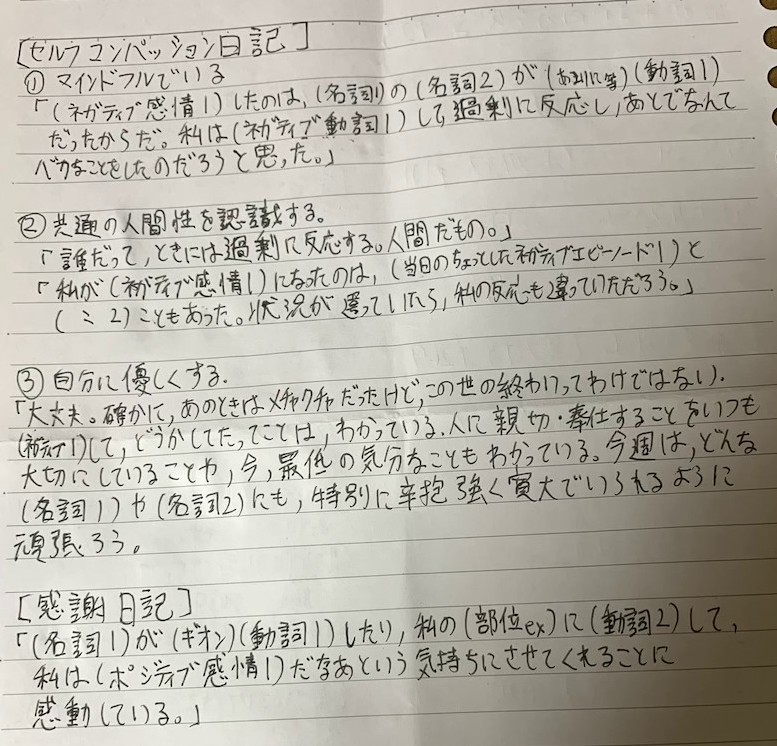 [セルフコンパッション日記]
① マインドフルでいる
「(ネガティブ感情1)したのは,(名詞1)の(名詞2)が(あまりに等)(動詞1)
だったからだ。私は(ネガティブ動詞1)して,過剰に反応し,あとでなんて
バカなことをしたのだろうと思った。」
② 共通の人間性を認識する。
「誰だって,ときには過剰に反応する。人間だもの。」
「私が(ネガティブ感情1)になったのは,(当日のちょっとしたネガティブエピソード1)と
(〃2)こともあった。状況が違っていたら,私の反応も違っていただろう。」
③ 自分に優しくする.
「大丈夫。確かに,あのときはメチャクチャだったけど,この世の終わりってわけではない.
(ネガティブ1)して,どうかしてたってことは,わかっている.人に親切・奉仕することをいつも
大切にしていることや,今,最低の気分なこともわかっている。今週は,どんな
(名詞1)や(名詞2)にも,特別に辛抱強く寛大でいられるように
頑張ろう。
[感謝日記]
「(名詞1)が(ギオン)(動詞1)したり,私の(部位ex)に(動詞2)して,
私は(ポジティブ感情1)だなあという気持ちにさせてくれることに
感動している。」